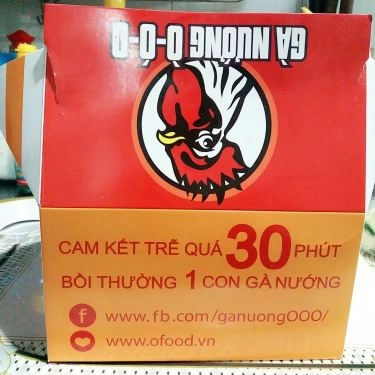 GÀ NƯỚNG Ò-Ó-O
CAM KẾT TRỄ QUÁ 30 PHÚT
BỒI THƯỜNG 1 CON GÀ NƯỚNG
f www.fb.com/ganuongOOO/
www.ofood.vn